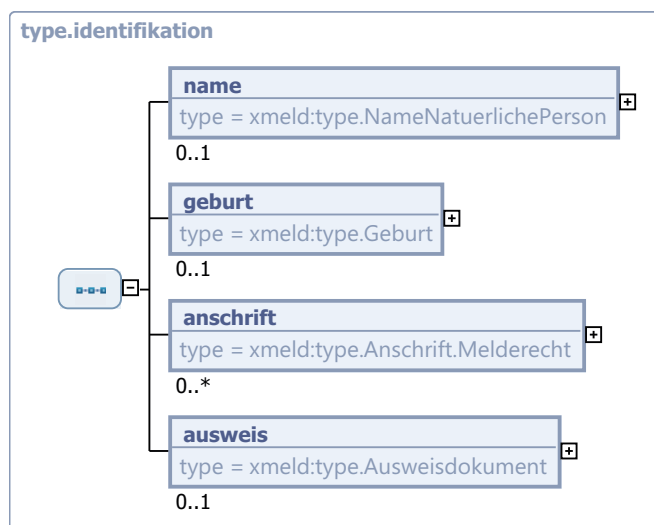 type.identifikation
name
type = xmeld:type.NameNatuerlichePerson
0..1
geburt
type = xmeld:type.Geburt
0..1
anschrift
type = xmeld:type.Anschrift.Melderecht
0..*
ausweis
type = xmeld:type.Ausweisdokument
0..1